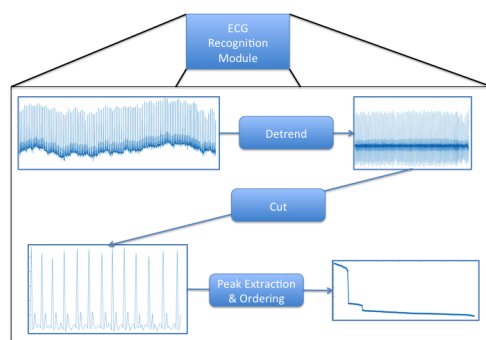 ECG
Recognition
Module
Detrend
Cut
Peak Extraction
& Ordering